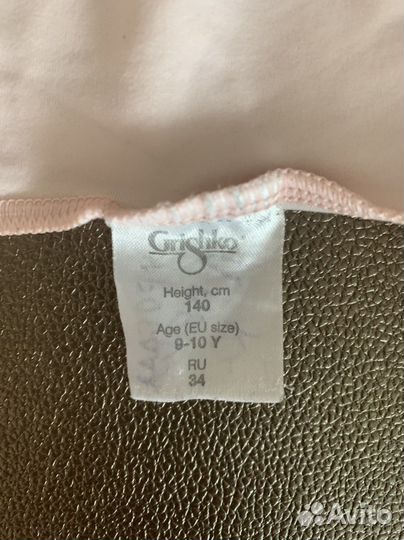 Grishko
Height, cm
140
Age (EU size)
9-10 Y
RU
34
Avito